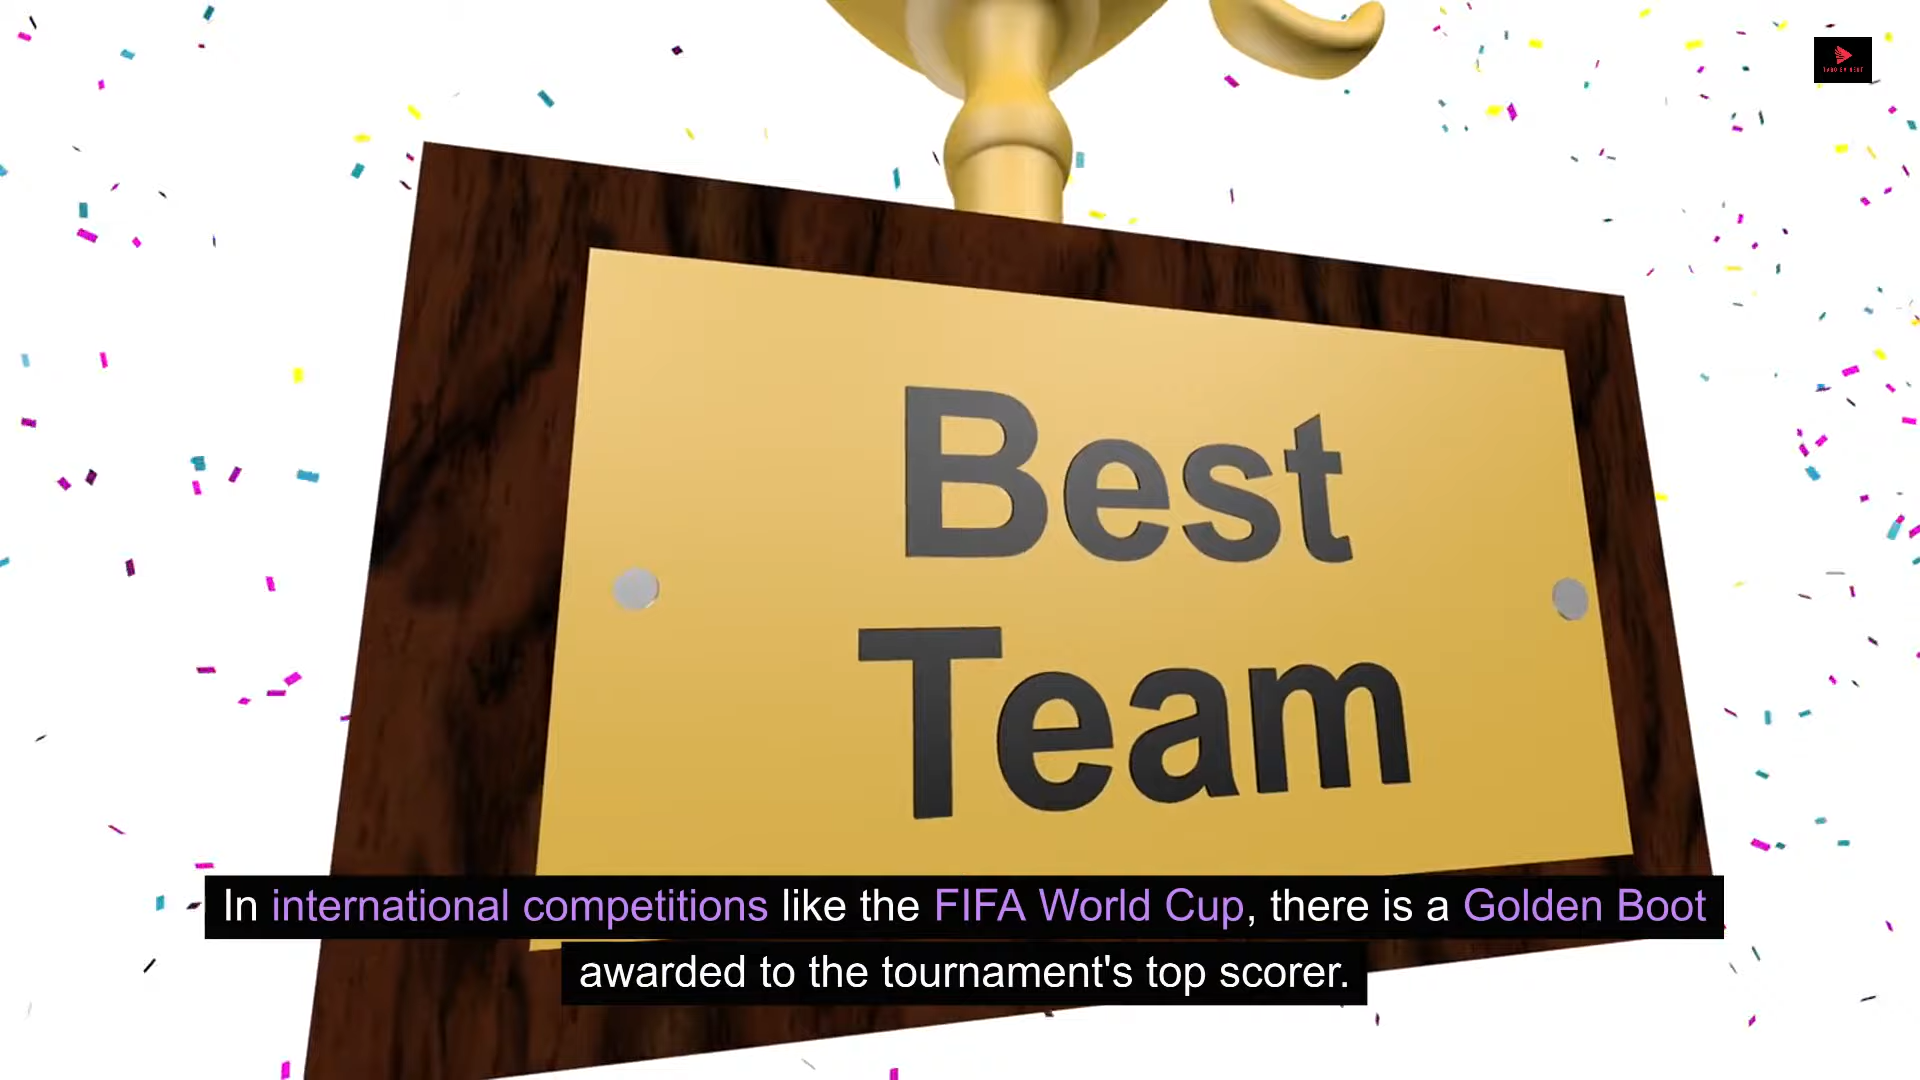 Best
Team
In international competitions like the FIFA World Cup, there is a Golden Boot
awarded to the tournament's top scorer.